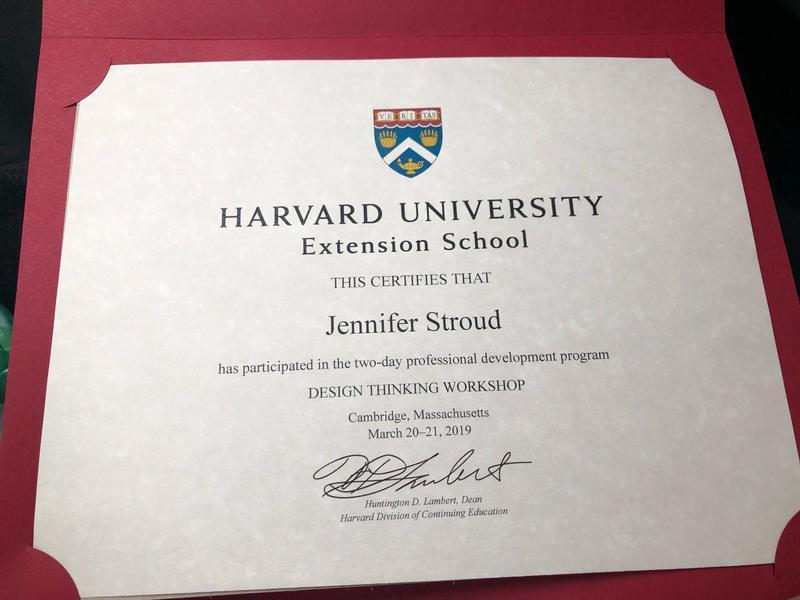 VE RI TAS
HARVARD UNIVERSITY
Extension School
THIS CERTIFIES THAT
Jennifer Stroud
has participated in the two-day professional development program
DESIGN THINKING WORKSHOP
Cambridge, Massachusetts
March 20–21, 2019
Huntington D. Lambert, Dean
Harvard Division of Continuing Education